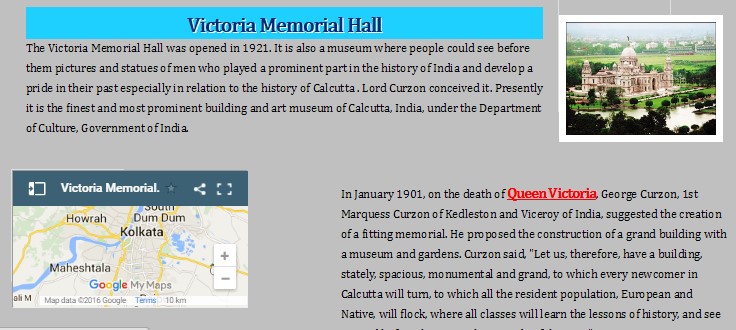 Victoria Memorial Hall
The Victoria Memorial Hall was opened in 1921. It is also a museum where people could see before
them pictures and statues of men who played a prominent part in the history of India and develop a
pride in their past especially in relation to the history of Calcutta . Lord Curzon conceived it. Presently
it is the finest and most prominent building and art museum of Calcutta, India, under the Department
of Culture, Government of India.
Victoria Memorial.
South
Howrah
Dum Dum
Kolkata
Maheshtala
+
−
Google My Maps
Map data ©2016 Google Terms 10 km
In January 1901, on the death of Queen Victoria, George Curzon, 1st
Marquess Curzon of Kedleston and Viceroy of India, suggested the creation
of a fitting memorial. He proposed the construction of a grand building with
a museum and gardens. Curzon said, "Let us, therefore, have a building,
stately, spacious, monumental and grand, to which every newcomer in
Calcutta will turn, to which all the resident population, European and
Native, will flock, where all classes will learn the lessons of history, and see